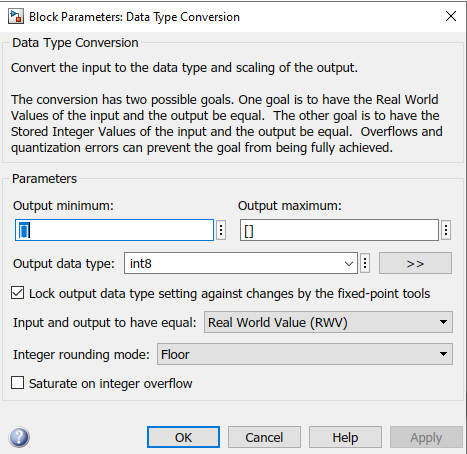 Block Parameters: Data Type Conversion
Data Type Conversion
Convert the input to the data type and scaling of the output.
The conversion has two possible goals. One goal is to have the Real World
Values of the input and the output be equal.  The other goal is to have the
Stored Integer Values of the input and the output be equal.  Overflows and
quantization errors can prevent the goal from being fully achieved.
Parameters
Output minimum: Output maximum:
[] []
Output data type: int8 >>
Lock output data type setting against changes by the fixed-point tools
Input and output to have equal: Real World Value (RWV)
Integer rounding mode: Floor
Saturate on integer overflow
? OK Cancel Help Apply